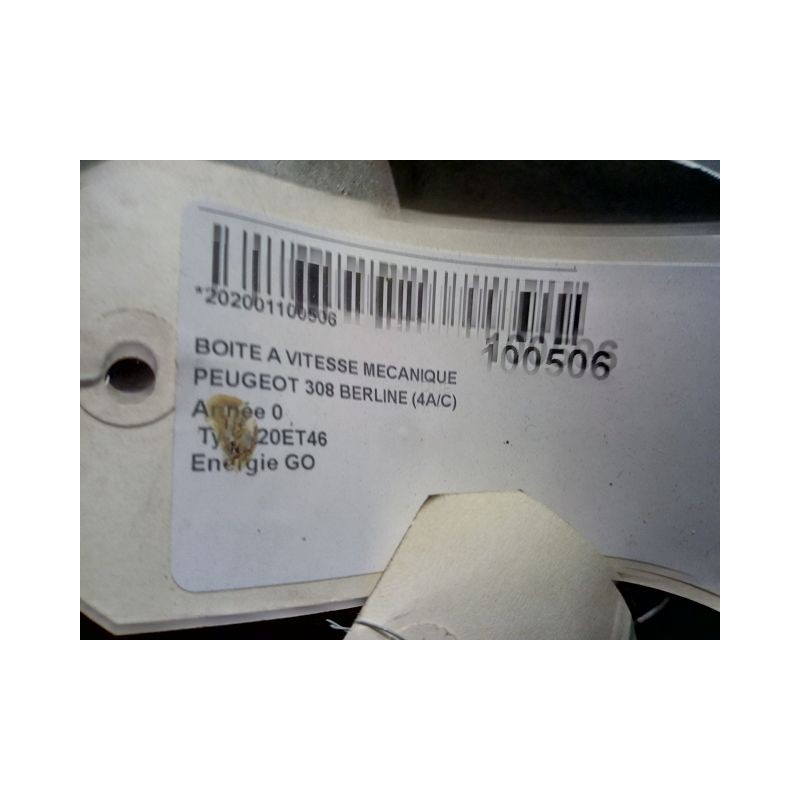 *202001100506
100506
BOITE A VITESSE MECANIQUE
PEUGEOT 308 BERLINE (4A/C)
Année 0
20ET46
Energie GO